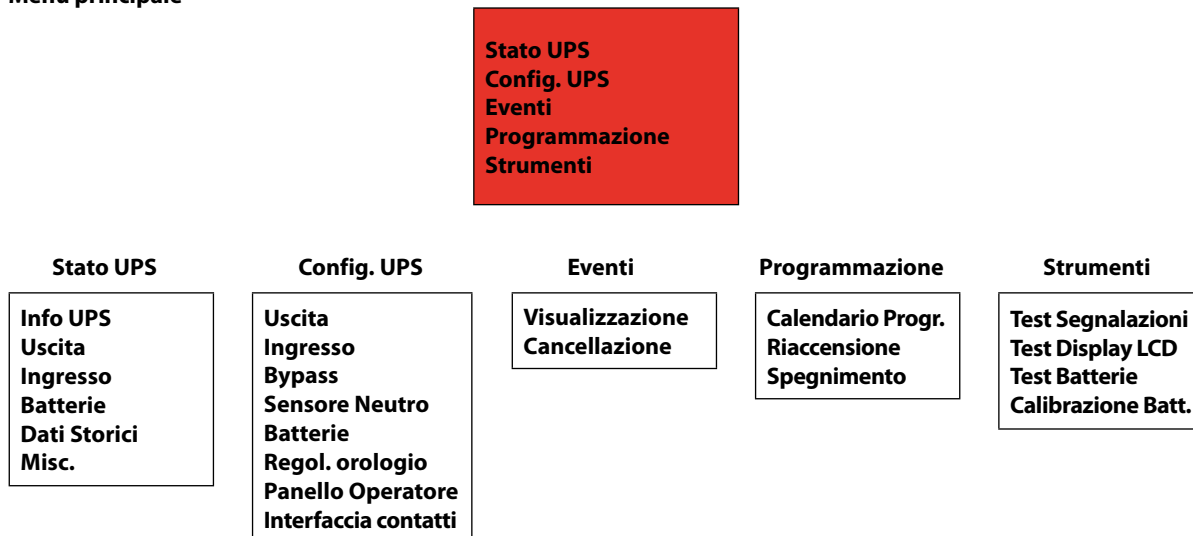 Menu principale
Stato UPS
Config. UPS
Eventi
Programmazione
Strumenti
Stato UPS
Info UPS
Uscita
Ingresso
Batterie
Dati Storici
Misc.
Config. UPS
Uscita
Ingresso
Bypass
Sensore Neutro
Batterie
Regol. orologio
Panello Operatore
Interfaccia contatti
Eventi
Visualizzazione
Cancellazione
Programmazione
Calendario Progr.
Riaccensione
Spegnimento
Strumenti
Test Segnalazioni
Test Display LCD
Test Batterie
Calibrazione Batt.